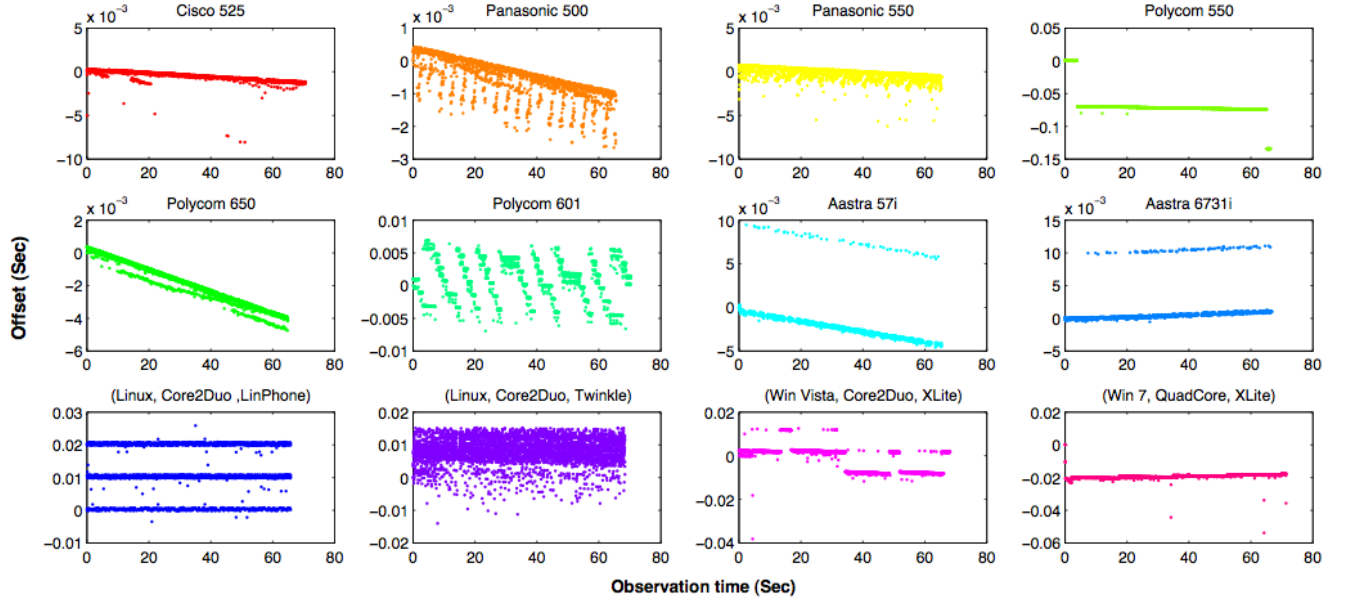 Cisco 525
x 10⁻³
5
0
−5
−10
0 20 40 60 80
Panasonic 500
x 10⁻³
1
0
−1
−2
−3
0 20 40 60 80
Panasonic 550
x 10⁻³
5
0
−5
−10
0 20 40 60 80
Polycom 550
0.05
0
−0.05
−0.1
−0.15
0 20 40 60 80
Offset (Sec)
Polycom 650
x 10⁻³
2
0
−2
−4
−6
0 20 40 60 80
Polycom 601
0.01
0.005
0
−0.005
−0.01
0 20 40 60 80
Aastra 57i
x 10⁻³
10
5
0
−5
0 20 40 60 80
Aastra 6731i
x 10⁻³
15
10
5
0
−5
0 20 40 60 80
(Linux, Core2Duo ,LinPhone)
0.03
0.02
0.01
0
−0.01
0 20 40 60 80
(Linux, Core2Duo, Twinkle)
0.02
0.01
0
−0.01
−0.02
0 20 40 60 80
(Win Vista, Core2Duo, XLite)
0.02
0
−0.02
−0.04
0 20 40 60 80
(Win 7, QuadCore, XLite)
0.02
0
−0.02
−0.04
−0.06
0 20 40 60 80
Observation time (Sec)